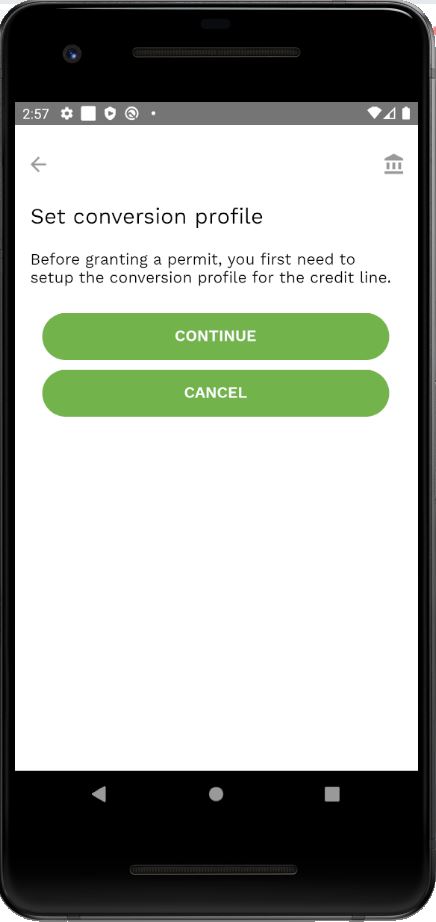 2:57
Set conversion profile
Before granting a permit, you first need to
setup the conversion profile for the credit line.
CONTINUE
CANCEL